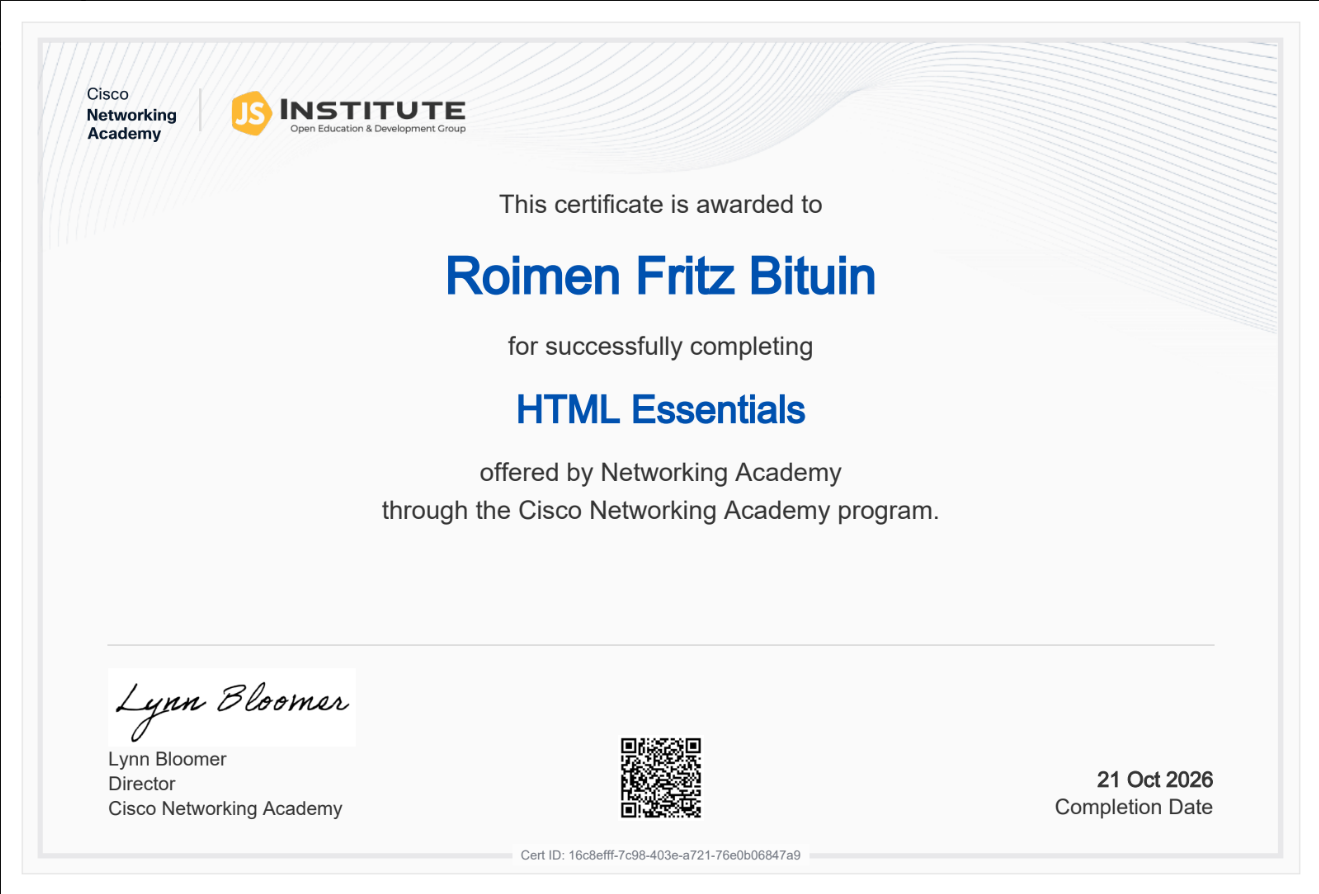 Cisco
Networking
Academy
JS INSTITUTE
Open Education & Development Group
This certificate is awarded to
Roimen Fritz Bituin
for successfully completing
HTML Essentials
offered by Networking Academy
through the Cisco Networking Academy program.
Lynn Bloomer
Lynn Bloomer
Director
Cisco Networking Academy
21 Oct 2026
Completion Date
Cert ID: 16c8efff-7c98-403e-a721-76e0b06847a9